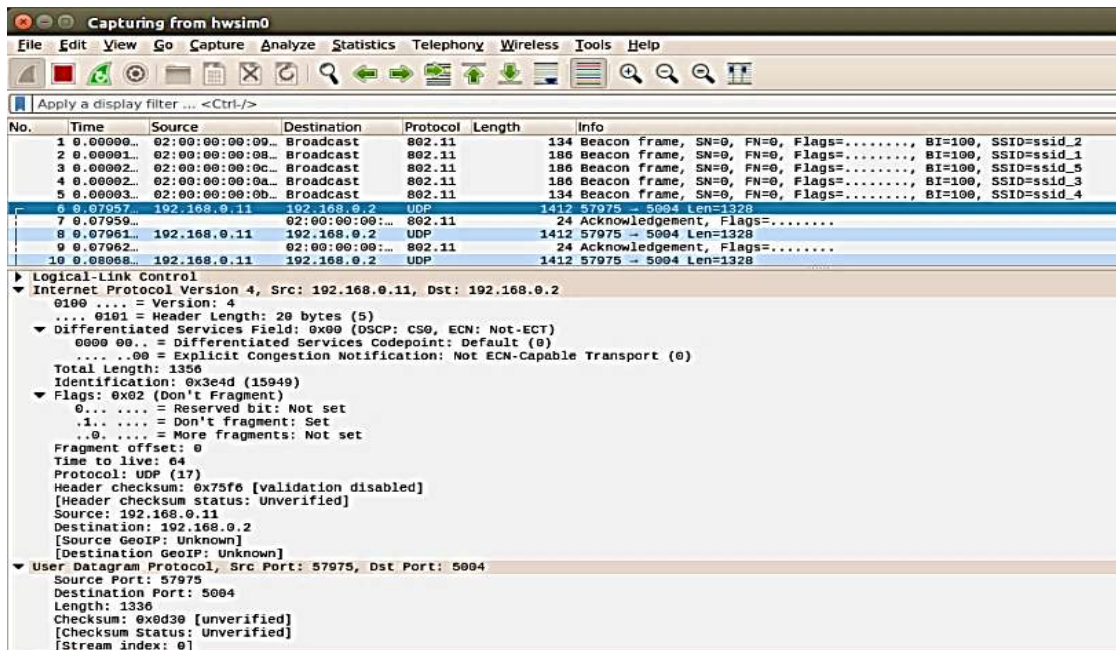 Capturing from hwsim0
File Edit View Go Capture Analyze Statistics Telephony Wireless Tools Help
Apply a display filter ... <Ctrl-/>
No. Time Source Destination Protocol Length Info
1 0.00000… 02:00:00:00:09… Broadcast 802.11 134 Beacon frame, SN=0, FN=0, Flags=........, BI=100, SSID=ssid_2
2 0.00001… 02:00:00:00:08… Broadcast 802.11 186 Beacon frame, SN=0, FN=0, Flags=........, BI=100, SSID=ssid_1
3 0.00002… 02:00:00:00:0c… Broadcast 802.11 186 Beacon frame, SN=0, FN=0, Flags=........, BI=100, SSID=ssid_5
4 0.00002… 02:00:00:00:0a… Broadcast 802.11 186 Beacon frame, SN=0, FN=0, Flags=........, BI=100, SSID=ssid_3
5 0.00003… 02:00:00:00:0b… Broadcast 802.11 134 Beacon frame, SN=0, FN=0, Flags=........, BI=100, SSID=ssid_4
6 0.07957… 192.168.0.11 192.168.0.2 UDP 1412 57975 → 5004 Len=1328
7 0.07959… 02:00:00:00:… 802.11 24 Acknowledgement, Flags=........
8 0.07961… 192.168.0.11 192.168.0.2 UDP 1412 57975 → 5004 Len=1328
9 0.07962… 02:00:00:00:… 802.11 24 Acknowledgement, Flags=........
10 0.08068… 192.168.0.11 192.168.0.2 UDP 1412 57975 → 5004 Len=1328
Logical-Link Control
Internet Protocol Version 4, Src: 192.168.0.11, Dst: 192.168.0.2
0100 .... = Version: 4
.... 0101 = Header Length: 20 bytes (5)
Differentiated Services Field: 0x00 (DSCP: CS0, ECN: Not-ECT)
0000 00.. = Differentiated Services Codepoint: Default (0)
.... ..00 = Explicit Congestion Notification: Not ECN-Capable Transport (0)
Total Length: 1356
Identification: 0x3e4d (15949)
Flags: 0x02 (Don't Fragment)
0... .... = Reserved bit: Not set
.1.. .... = Don't fragment: Set
..0. .... = More fragments: Not set
Fragment offset: 0
Time to live: 64
Protocol: UDP (17)
Header checksum: 0x75f6 [validation disabled]
[Header checksum status: Unverified]
Source: 192.168.0.11
Destination: 192.168.0.2
[Source GeoIP: Unknown]
[Destination GeoIP: Unknown]
User Datagram Protocol, Src Port: 57975, Dst Port: 5004
Source Port: 57975
Destination Port: 5004
Length: 1336
Checksum: 0x0d30 [unverified]
[Checksum Status: Unverified]
[Stream index: 0]